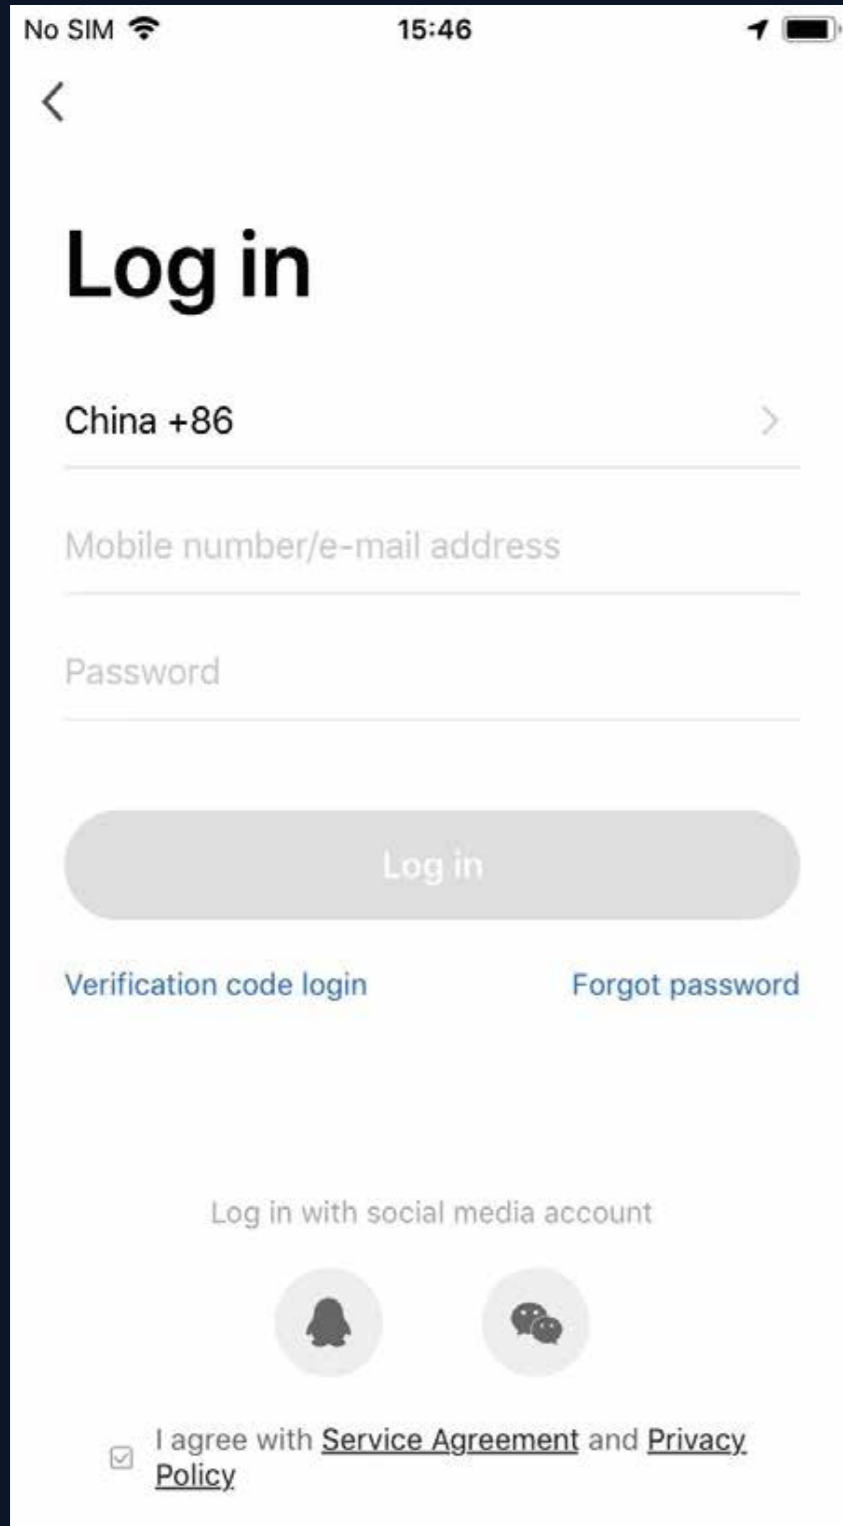 No SIM 15:46
Log in
China +86
Mobile number/e-mail address
Password
Log in
Verification code login Forgot password
Log in with social media account
I agree with Service Agreement and Privacy
Policy